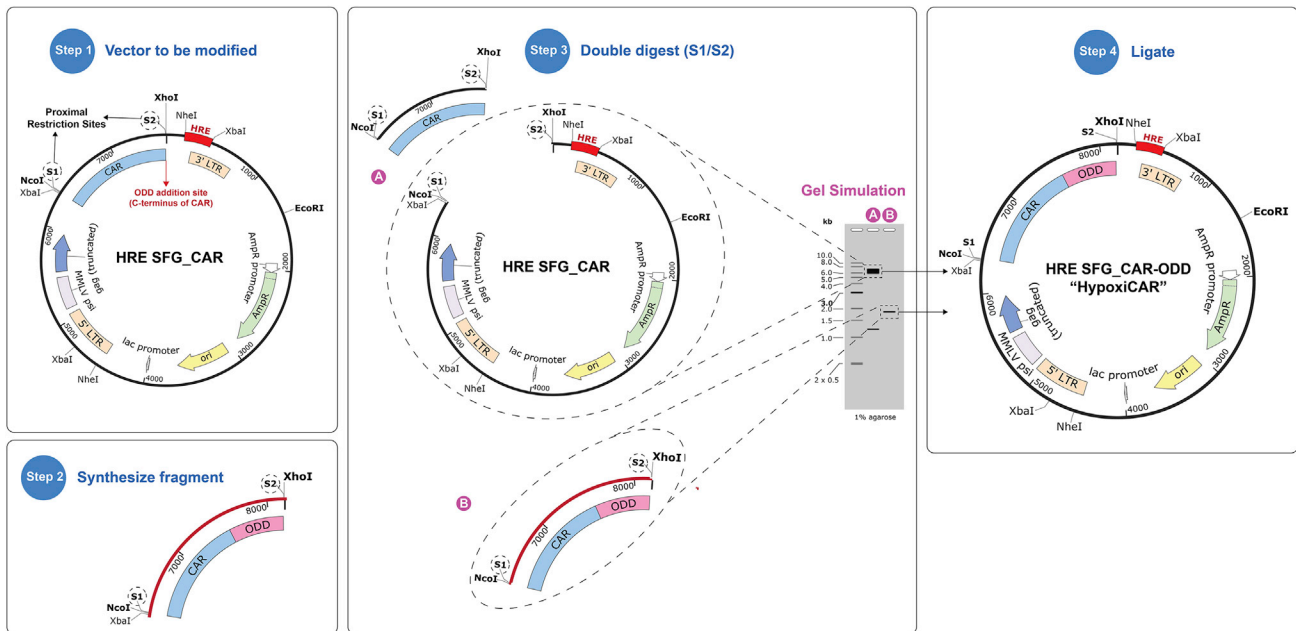 Step 1
Vector to be modified
Proximal
Restriction Sites
XhoI
S2
NheI
HRE
XbaI
S1
NcoI
XbaI
7000
CAR
3' LTR
1000
ODD addition site
(C-terminus of CAR)
EcoRI
6000
gag (truncated)
HRE SFG_CAR
2000
AmpR promoter
MMLV psi
AmpR
5000
5' LTR
XbaI
NheI
lac promoter
4000
ori
3000
Step 2
Synthesize fragment
S2
XhoI
8000
ODD
7000
CAR
S1
NcoI
XbaI
Step 3
Double digest (S1/S2)
XhoI
S2
7000
S1
NcoI
CAR
XhoI
S2
NheI
HRE
XbaI
3' LTR
1000
A
S1
NcoI
XbaI
EcoRI
6000
gag (truncated)
HRE SFG_CAR
2000
AmpR promoter
MMLV psi
AmpR
5000
5' LTR
XbaI
NheI
lac promoter
4000
ori
3000
Gel Simulation
kb
A B
10.0
8.0
6.0
5.0
4.0
3.0
2.0
1.5
1.0
2 x 0.5
1% agarose
B
S2
XhoI
8000
ODD
7000
CAR
S1
NcoI
Step 4
Ligate
XhoI
S2
NheI
HRE
XbaI
8000
ODD
3' LTR
1000
7000
CAR
EcoRI
S1
NcoI
XbaI
HRE SFG_CAR-ODD
“HypoxiCAR”
2000
AmpR promoter
6000
gag
(truncated)
MMLV psi
AmpR
5000
5' LTR
XbaI
NheI
lac promoter
4000
ori
3000